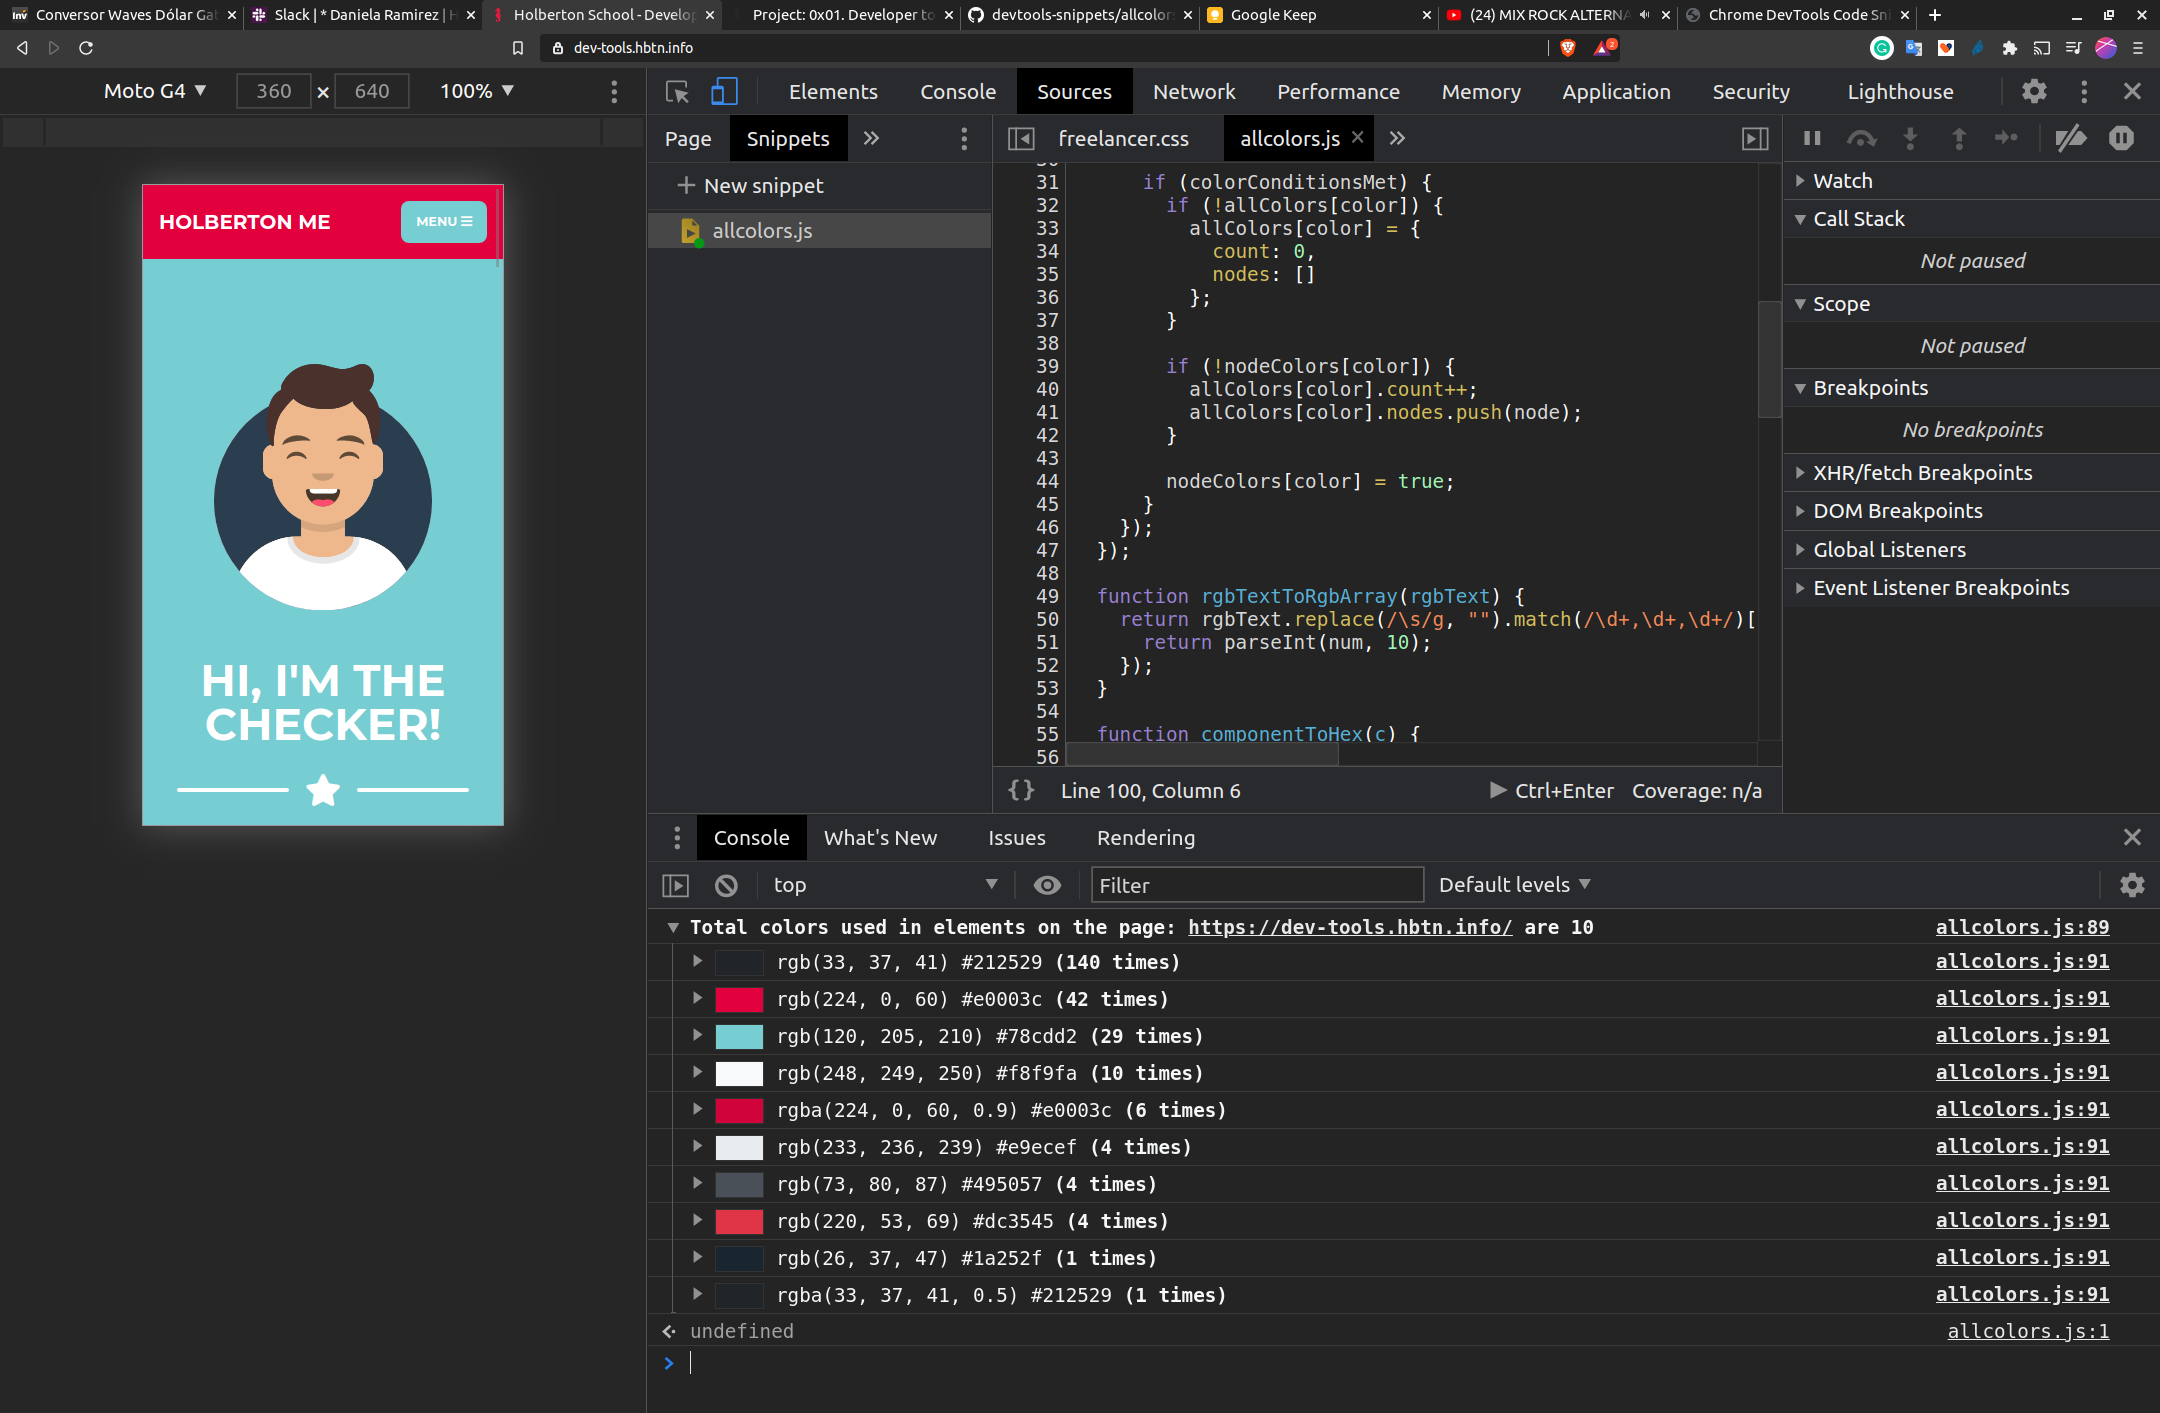 Conversor Waves Dólar Ga
Slack | * Daniela Ramirez | H
Holberton School - Develop
Project: 0x01. Developer to
devtools-snippets/allcolor
Google Keep
(24) MIX ROCK ALTERNA
Chrome DevTools Code Sni
dev-tools.hbtn.info
2
Moto G4 360 × 640 100%
Elements Console Sources Network Performance Memory Application Security Lighthouse
Page Snippets
freelancer.css allcolors.js
New snippet
allcolors.js
HOLBERTON ME
MENU
HI, I'M THE
CHECKER!
30
31 if (colorConditionsMet) {
32 if (!allColors[color]) {
33 allColors[color] = {
34 count: 0,
35 nodes: []
36 };
37 }
38
39 if (!nodeColors[color]) {
40 allColors[color].count++;
41 allColors[color].nodes.push(node);
42 }
43
44 nodeColors[color] = true;
45 }
46 });
47 });
48
49 function rgbTextToRgbArray(rgbText) {
50 return rgbText.replace(/\s/g, "").match(/\d+,\d+,\d+/)[
51 return parseInt(num, 10);
52 });
53 }
54
55 function componentToHex(c) {
56
{ } Line 100, Column 6 Ctrl+Enter Coverage: n/a
Watch
Call Stack
Not paused
Scope
Not paused
Breakpoints
No breakpoints
XHR/fetch Breakpoints
DOM Breakpoints
Global Listeners
Event Listener Breakpoints
Console What's New Issues Rendering
top Filter Default levels
Total colors used in elements on the page: https://dev-tools.hbtn.info/ are 10 allcolors.js:89
rgb(33, 37, 41) #212529 (140 times) allcolors.js:91
rgb(224, 0, 60) #e0003c (42 times) allcolors.js:91
rgb(120, 205, 210) #78cdd2 (29 times) allcolors.js:91
rgb(248, 249, 250) #f8f9fa (10 times) allcolors.js:91
rgba(224, 0, 60, 0.9) #e0003c (6 times) allcolors.js:91
rgb(233, 236, 239) #e9ecef (4 times) allcolors.js:91
rgb(73, 80, 87) #495057 (4 times) allcolors.js:91
rgb(220, 53, 69) #dc3545 (4 times) allcolors.js:91
rgb(26, 37, 47) #1a252f (1 times) allcolors.js:91
rgba(33, 37, 41, 0.5) #212529 (1 times) allcolors.js:91
undefined allcolors.js:1